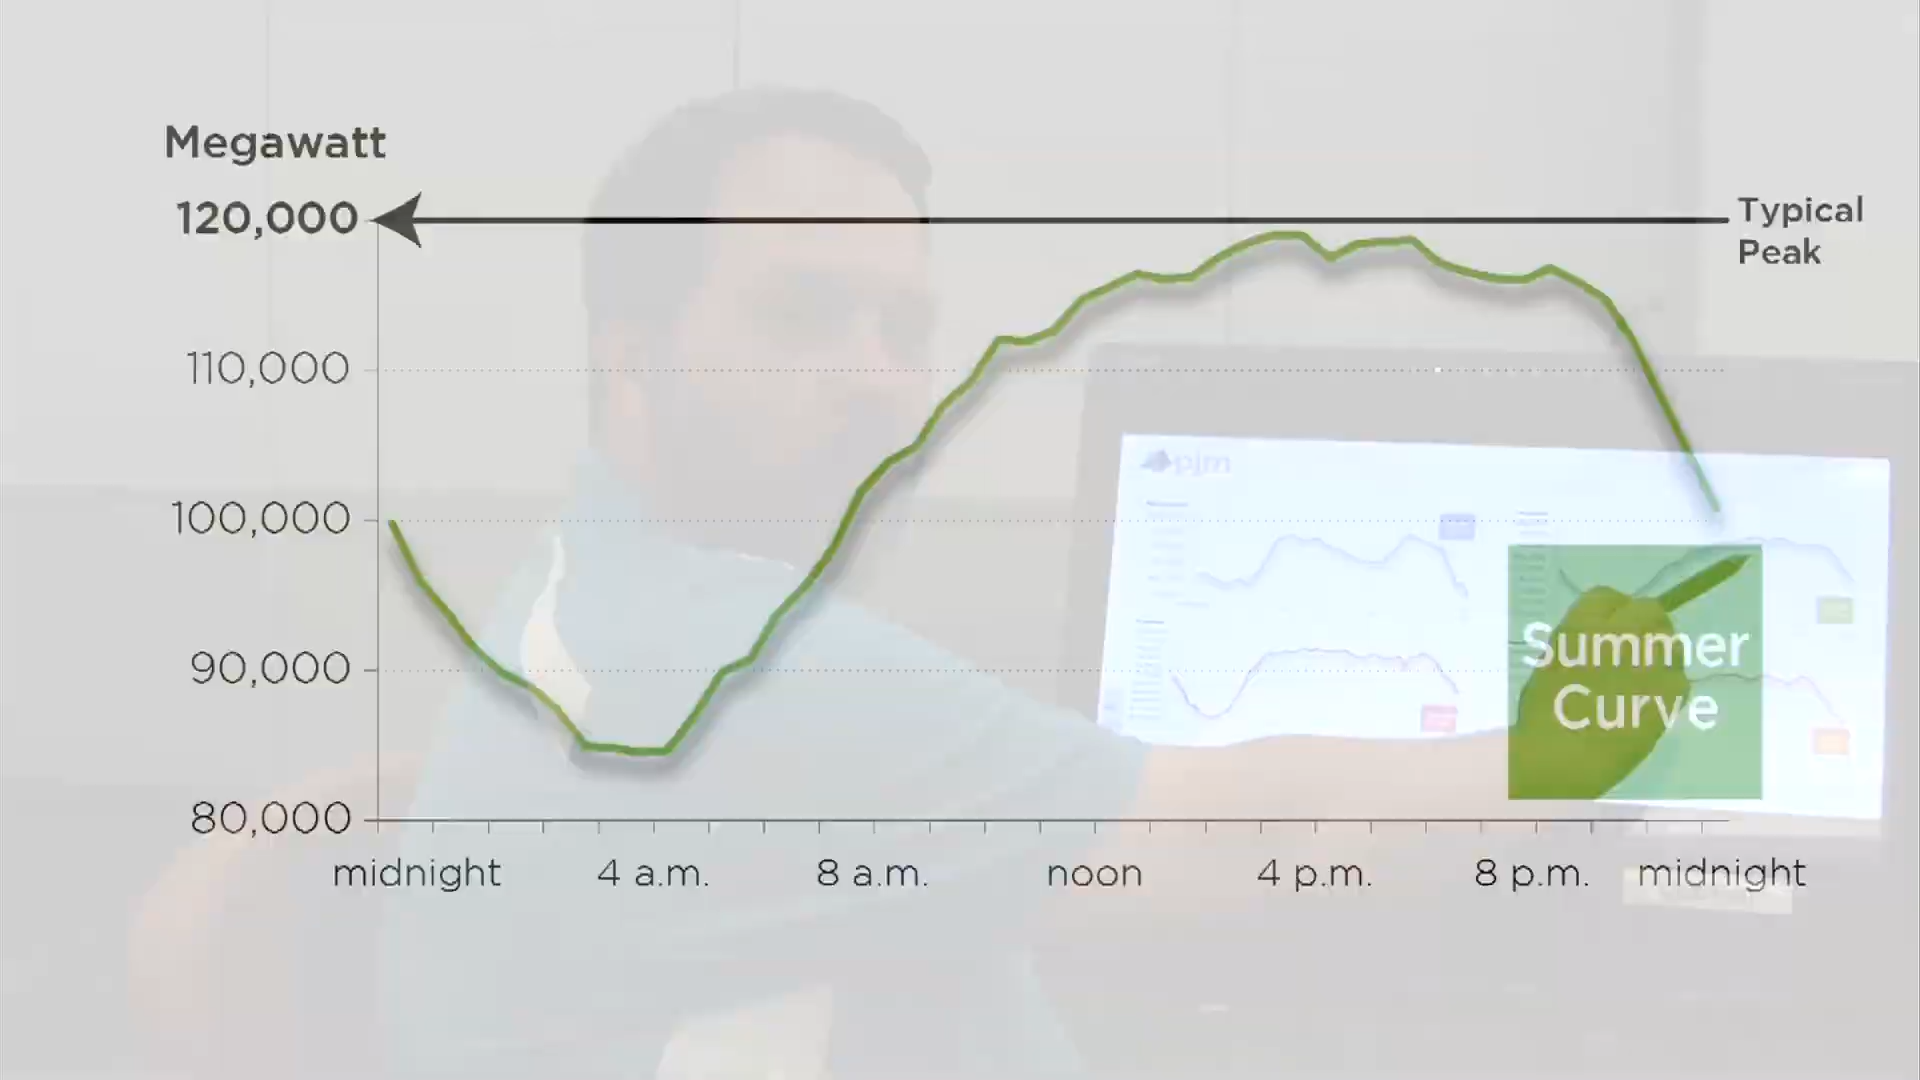 Megawatt
120,000
Typical
Peak
110,000
100,000
90,000
80,000
midnight
4 a.m.
8 a.m.
noon
4 p.m.
8 p.m.
midnight
pjm
Summer
Curve